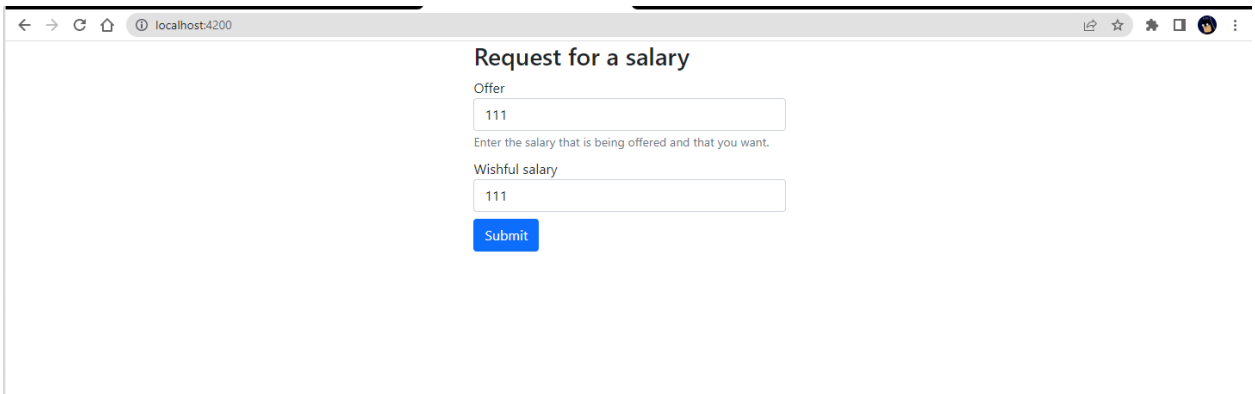 localhost:4200
Request for a salary
Offer
111
Enter the salary that is being offered and that you want.
Wishful salary
111
Submit